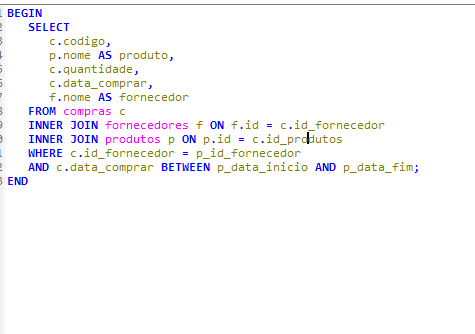 BEGIN
SELECT
c.codigo,
p.nome AS produto,
c.quantidade,
c.data_comprar,
f.nome AS fornecedor
FROM compras c
INNER JOIN fornecedores f ON f.id = c.id_fornecedor
INNER JOIN produtos p ON p.id = c.id_produtos
WHERE c.id_fornecedor = p_id_fornecedor
AND c.data_comprar BETWEEN p_data_inicio AND p_data_fim;
END